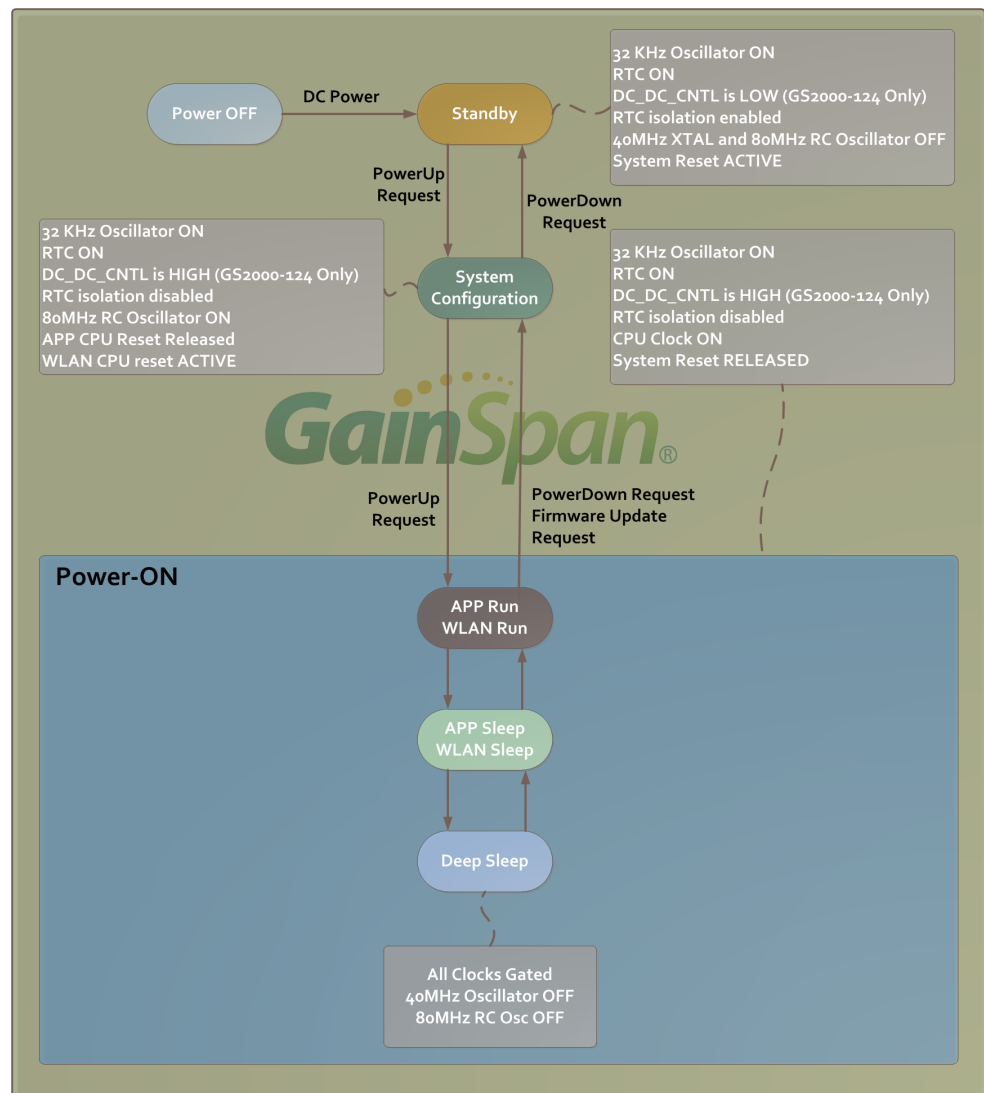 32 KHz Oscillator ON
RTC ON
DC_DC_CNTL is LOW (GS2000-124 Only)
RTC isolation enabled
40MHz XTAL and 80MHz RC Oscillator OFF
System Reset ACTIVE
Power OFF
DC Power
Standby
PowerUp
Request
PowerDown
Request
32 KHz Oscillator ON
RTC ON
DC_DC_CNTL is HIGH (GS2000-124 Only)
RTC isolation disabled
80MHz RC Oscillator ON
APP CPU Reset Released
WLAN CPU reset ACTIVE
System
Configuration
32 KHz Oscillator ON
RTC ON
DC_DC_CNTL is HIGH (GS2000-124 Only)
RTC isolation disabled
CPU Clock ON
System Reset RELEASED
GainSpan®
PowerUp
Request
PowerDown Request
Firmware Update
Request
Power-ON
APP Run
WLAN Run
APP Sleep
WLAN Sleep
Deep Sleep
All Clocks Gated
40MHz Oscillator OFF
80MHz RC Osc OFF